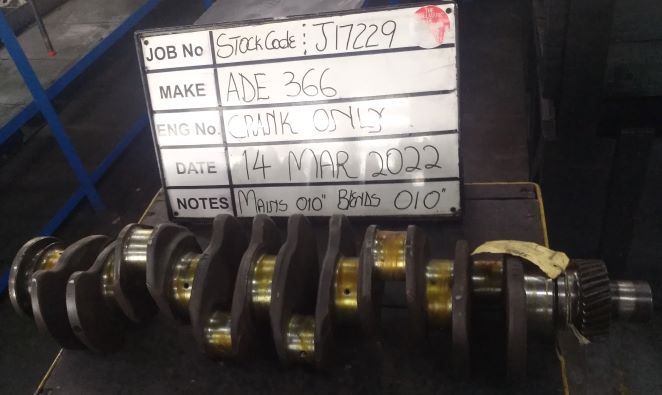 JOB No STOCK Code: J17229
MAKE ADE 366
ENG No. CRANK ONLY
DATE 14 MAR 2022
NOTES MAINS 010" BENDS 010"